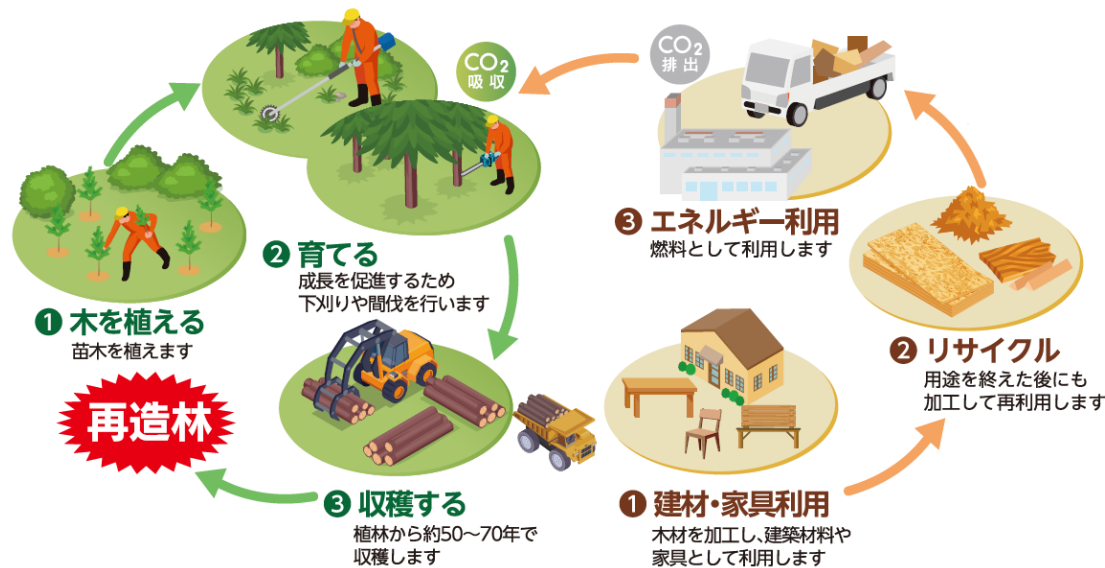 CO2
吸収
❶ 木を植える
苗木を植えます
❷ 育てる
成長を促進するため
下刈りや間伐を行います
❸ 収穫する
植林から約50〜70年で
収穫します
再造林
❶ 建材・家具利用
木材を加工し、建築材料や
家具として利用します
❷ リサイクル
用途を終えた後にも
加工して再利用します
❸ エネルギー利用
燃料として利用します
CO2
排出